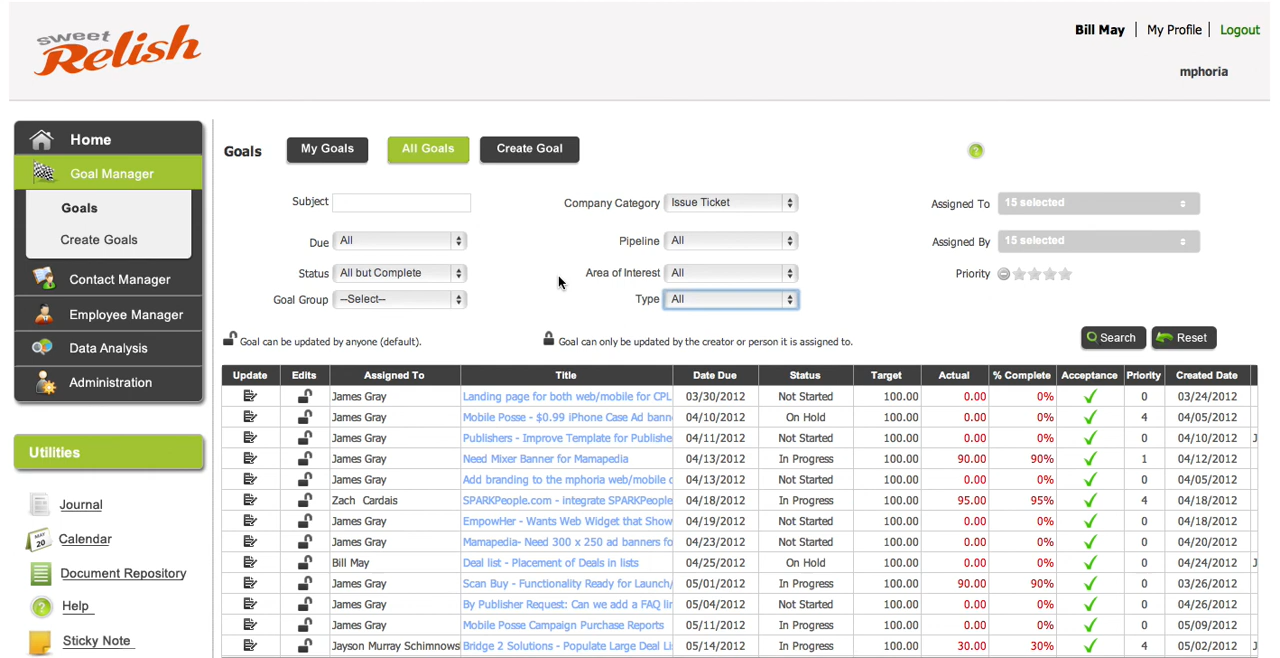 sweet
Relish
Bill May | My Profile | Logout
mphoria
Home
Goal Manager
Goals
Create Goals
Contact Manager
Employee Manager
Data Analysis
Administration
Utilities
Journal
MAY 20 Calendar
Document Repository
? Help
Sticky Note
Goals My Goals All Goals Create Goal ?
Subject Company Category Issue Ticket Assigned To 15 selected
Due All Pipeline All Assigned By 15 selected
Status All but Complete Area of Interest All Priority
Goal Group --Select-- Type All
Goal can be updated by anyone (default). Goal can only be updated by the creator or person it is assigned to. Search Reset
Update Edits Assigned To Title Date Due Status Target Actual % Complete Acceptance Priority Created Date
James Gray Landing page for both web/mobile for CPL 03/30/2012 Not Started 100.00 0.00 0% 0 03/24/2012
James Gray Mobile Posse - $0.99 iPhone Case Ad bann 04/10/2012 On Hold 100.00 0.00 0% 4 04/05/2012
James Gray Publishers - Improve Template for Publishe 04/11/2012 Not Started 100.00 0.00 0% 0 04/10/2012 J
James Gray Need Mixer Banner for Mamapedia 04/13/2012 In Progress 100.00 90.00 90% 1 04/12/2012
James Gray Add branding to the mphoria web/mobile c 04/13/2012 Not Started 100.00 0.00 0% 0 04/05/2012
Zach Cardais SPARKPeople.com - integrate SPARKPeople 04/18/2012 In Progress 100.00 95.00 95% 4 04/18/2012
James Gray EmpowHer - Wants Web Widget that Show 04/19/2012 Not Started 100.00 0.00 0% 0 04/18/2012
James Gray Mamapedia- Need 300 x 250 ad banners fo 04/23/2012 Not Started 100.00 0.00 0% 0 04/20/2012
Bill May Deal list - Placement of Deals in lists 04/25/2012 On Hold 100.00 0.00 0% 0 04/24/2012 J
James Gray Scan Buy - Functionality Ready for Launch/ 05/01/2012 In Progress 100.00 90.00 90% 0 03/26/2012
James Gray By Publisher Request: Can we add a FAQ lin 05/04/2012 Not Started 100.00 0.00 0% 0 04/26/2012
James Gray Mobile Posse Campaign Purchase Reports 05/11/2012 In Progress 100.00 0.00 0% 0 05/09/2012
Jayson Murray Schimnows Bridge 2 Solutions - Populate Large Deal Li 05/14/2012 In Progress 100.00 30.00 30% 4 05/02/2012 J